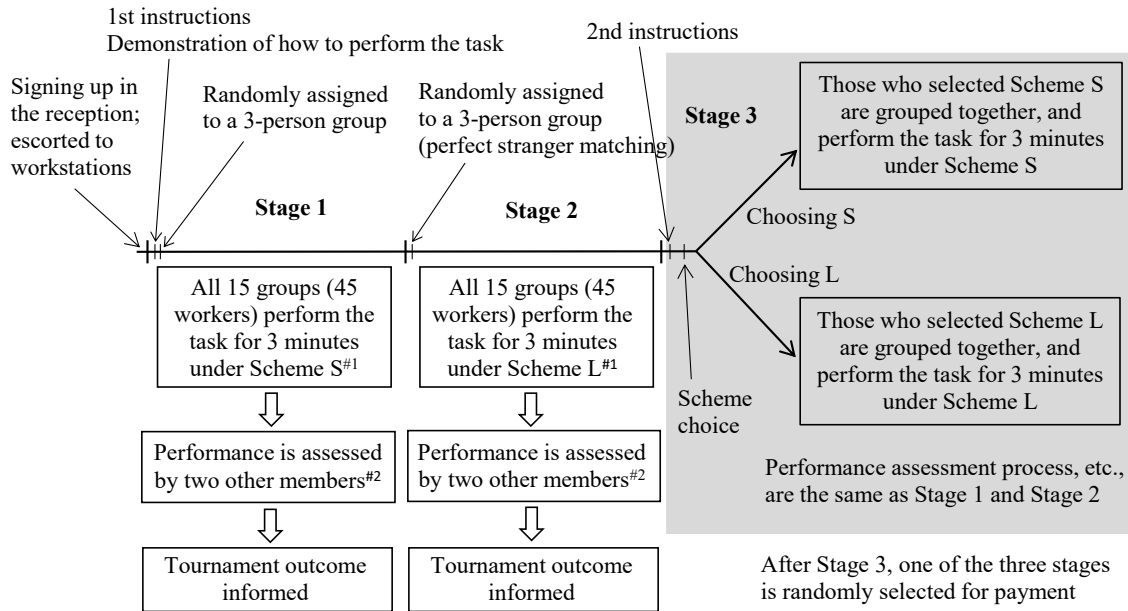 1st instructions
Demonstration of how to perform the task
2nd instructions
Signing up in
the reception;
escorted to
workstations
Randomly assigned
to a 3-person group
Randomly assigned
to a 3-person group
(perfect stranger matching)
Stage 1
Stage 2
Stage 3
Those who selected Scheme S
are grouped together, and
perform the task for 3 minutes
under Scheme S
Choosing S
Choosing L
All 15 groups (45
workers) perform the
task for 3 minutes
under Scheme S#1
All 15 groups (45
workers) perform the
task for 3 minutes
under Scheme L#1
Scheme
choice
Those who selected Scheme L
are grouped together, and
perform the task for 3 minutes
under Scheme L
Performance is assessed
by two other members#2
Performance is assessed
by two other members#2
Performance assessment process, etc.,
are the same as Stage 1 and Stage 2
Tournament outcome
informed
Tournament outcome
informed
After Stage 3, one of the three stages
is randomly selected for payment